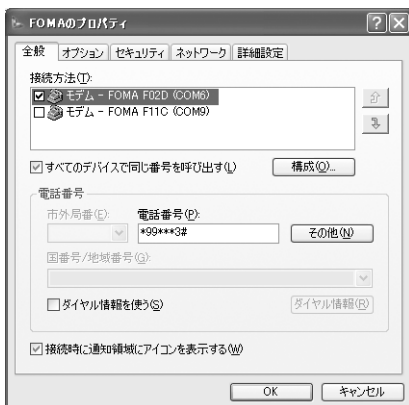 FOMAのプロパティ
全般 オプション セキュリティ ネットワーク 詳細設定
接続方法(T):
モデム - FOMA F02D (COM6)
モデム - FOMA F11C (COM9)
すべてのデバイスで同じ番号を呼び出す(L) 構成(O)...
電話番号
市外局番(E): 電話番号(P):
*99***3# その他(N)
国番号/地域番号(G):
ダイヤル情報を使う(S) ダイヤル情報(R)
接続時に通知領域にアイコンを表示する(W)
OK キャンセル